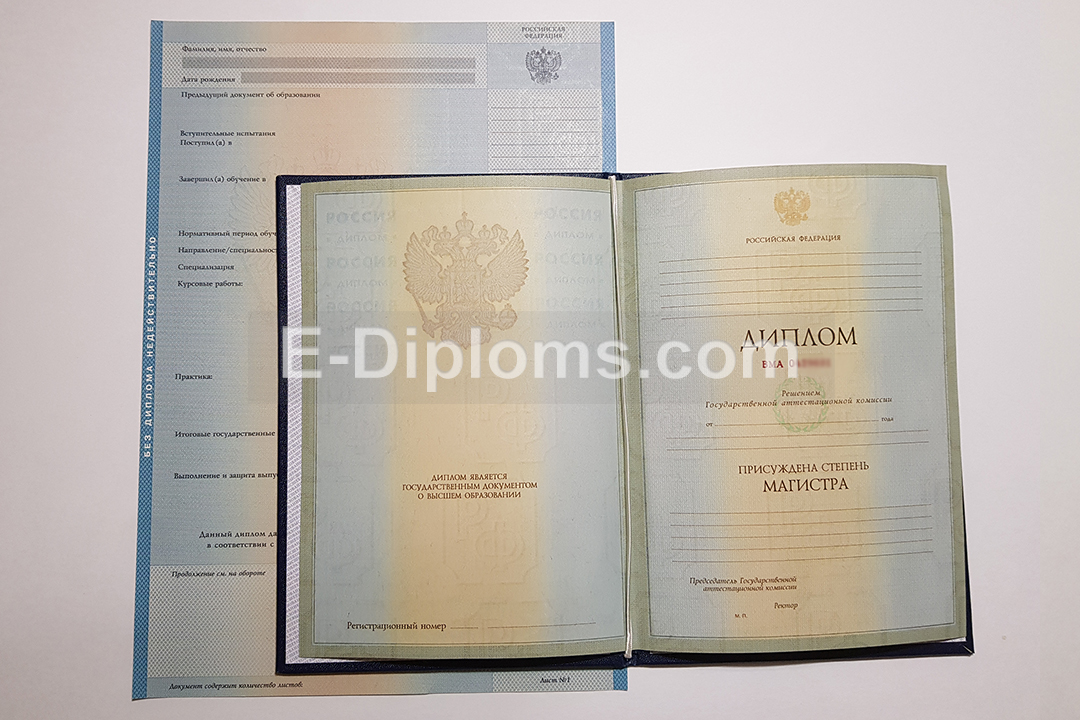 РОССИЙСКАЯ
ФЕДЕРАЦИЯ
Фамилия, имя, отчество
Дата рождения
Предыдущий документ об образовании
Вступительные испытания
Поступил(а) в
Завершил(а) обучение в
Нормативный период
Направление/специальнос
Специализация
Курсовые работы:
Практика:
Итоговые государственные
Выполнение и защита
Данный диплом
в соответствии с
Продолжение см. на обороте
Документ содержит количество листов:
Лист №1
БЕЗ ДИПЛОМА НЕДЕЙСТВИТЕЛЬНО
РОССИЯ
ДИПЛОМ ЯВЛЯЕТСЯ
ГОСУДАРСТВЕННЫМ ДОКУМЕНТОМ
О ВЫСШЕМ ОБРАЗОВАНИИ
Регистрационный номер
РОССИЙСКАЯ ФЕДЕРАЦИЯ
ДИПЛОМ
ВМА
Решением
Государственной аттестационной комиссии
от года
ПРИСУЖДЕНА СТЕПЕНЬ
МАГИСТРА
Председатель Государственной
аттестационной комиссии
Ректор
М. П.
E-Diploms.com